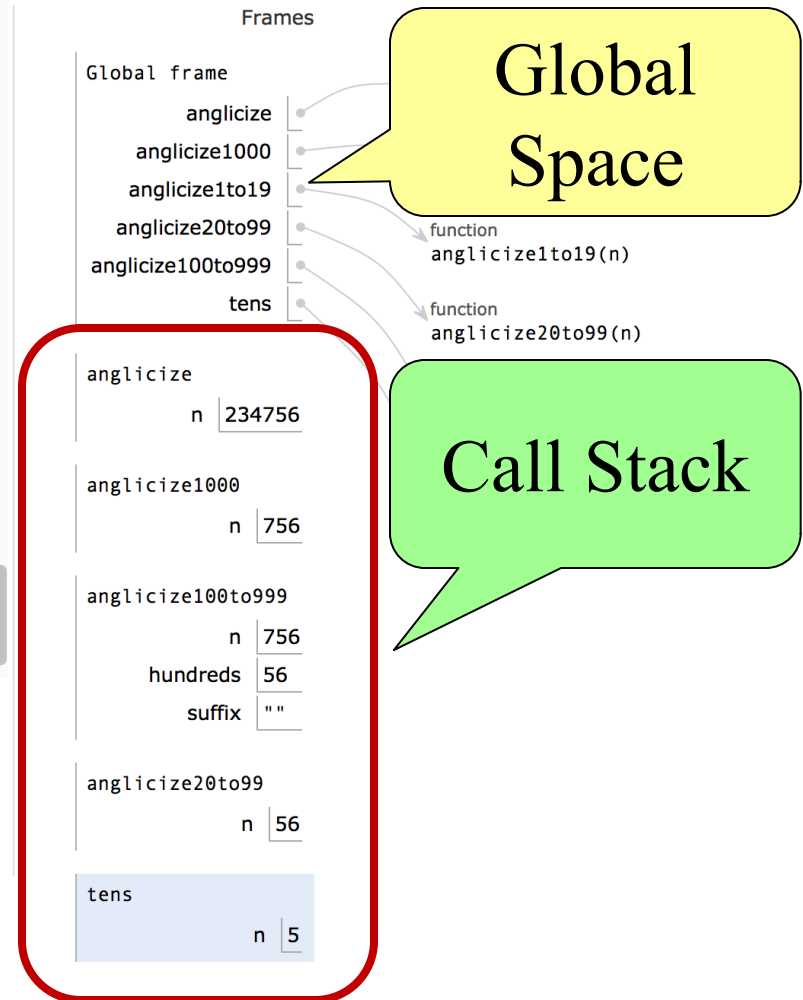 Frames
Global frame
anglicize
anglicize1000
anglicize1to19
anglicize20to99
anglicize100to999
tens
Global
Space
function
anglicize1to19(n)
function
anglicize20to99(n)
Call Stack
anglicize
n 234756
anglicize1000
n 756
anglicize100to999
n 756
hundreds 56
suffix ""
anglicize20to99
n 56
tens
n 5